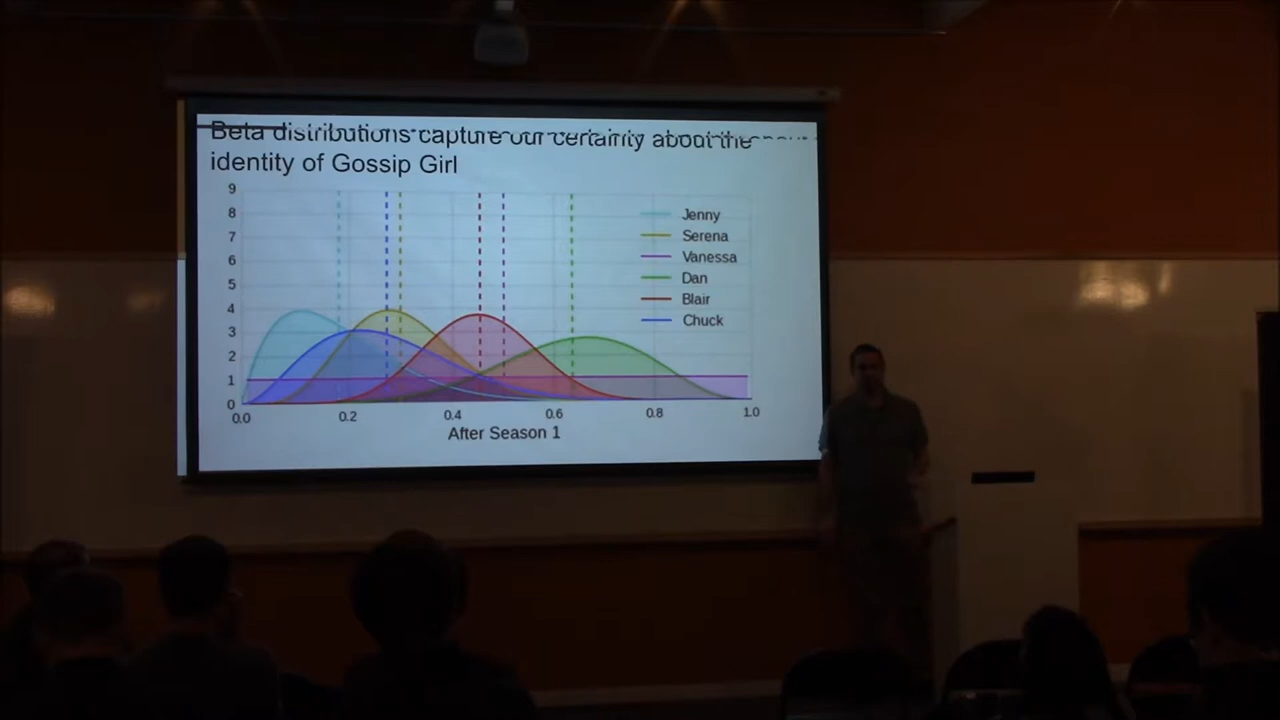 Beta distributions capture our certainty about the
identity of Gossip Girl
9
8
7
6
5
4
3
2
1
0
0.0 0.2 0.4 0.6 0.8 1.0
After Season 1
Jenny
Serena
Vanessa
Dan
Blair
Chuck